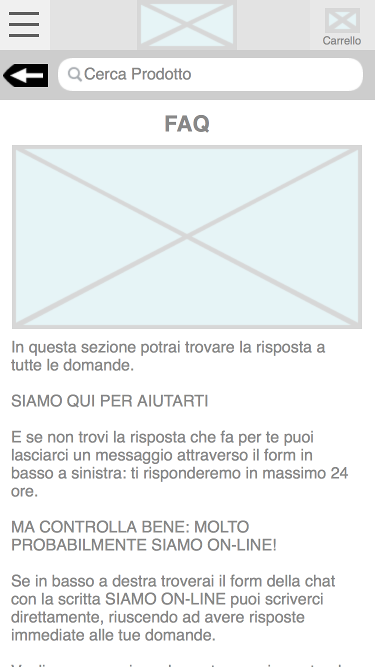 Carrello
Cerca Prodotto
FAQ
In questa sezione potrai trovare la risposta a
tutte le domande.
SIAMO QUI PER AIUTARTI
E se non trovi la risposta che fa per te puoi
lasciarci un messaggio attraverso il form in
basso a sinistra: ti risponderemo in massimo 24
ore.
MA CONTROLLA BENE: MOLTO
PROBABILMENTE SIAMO ON-LINE!
Se in basso a destra troverai il form della chat
con la scritta SIAMO ON-LINE puoi scriverci
direttamente, riuscendo ad avere risposte
immediate alle tue domande.